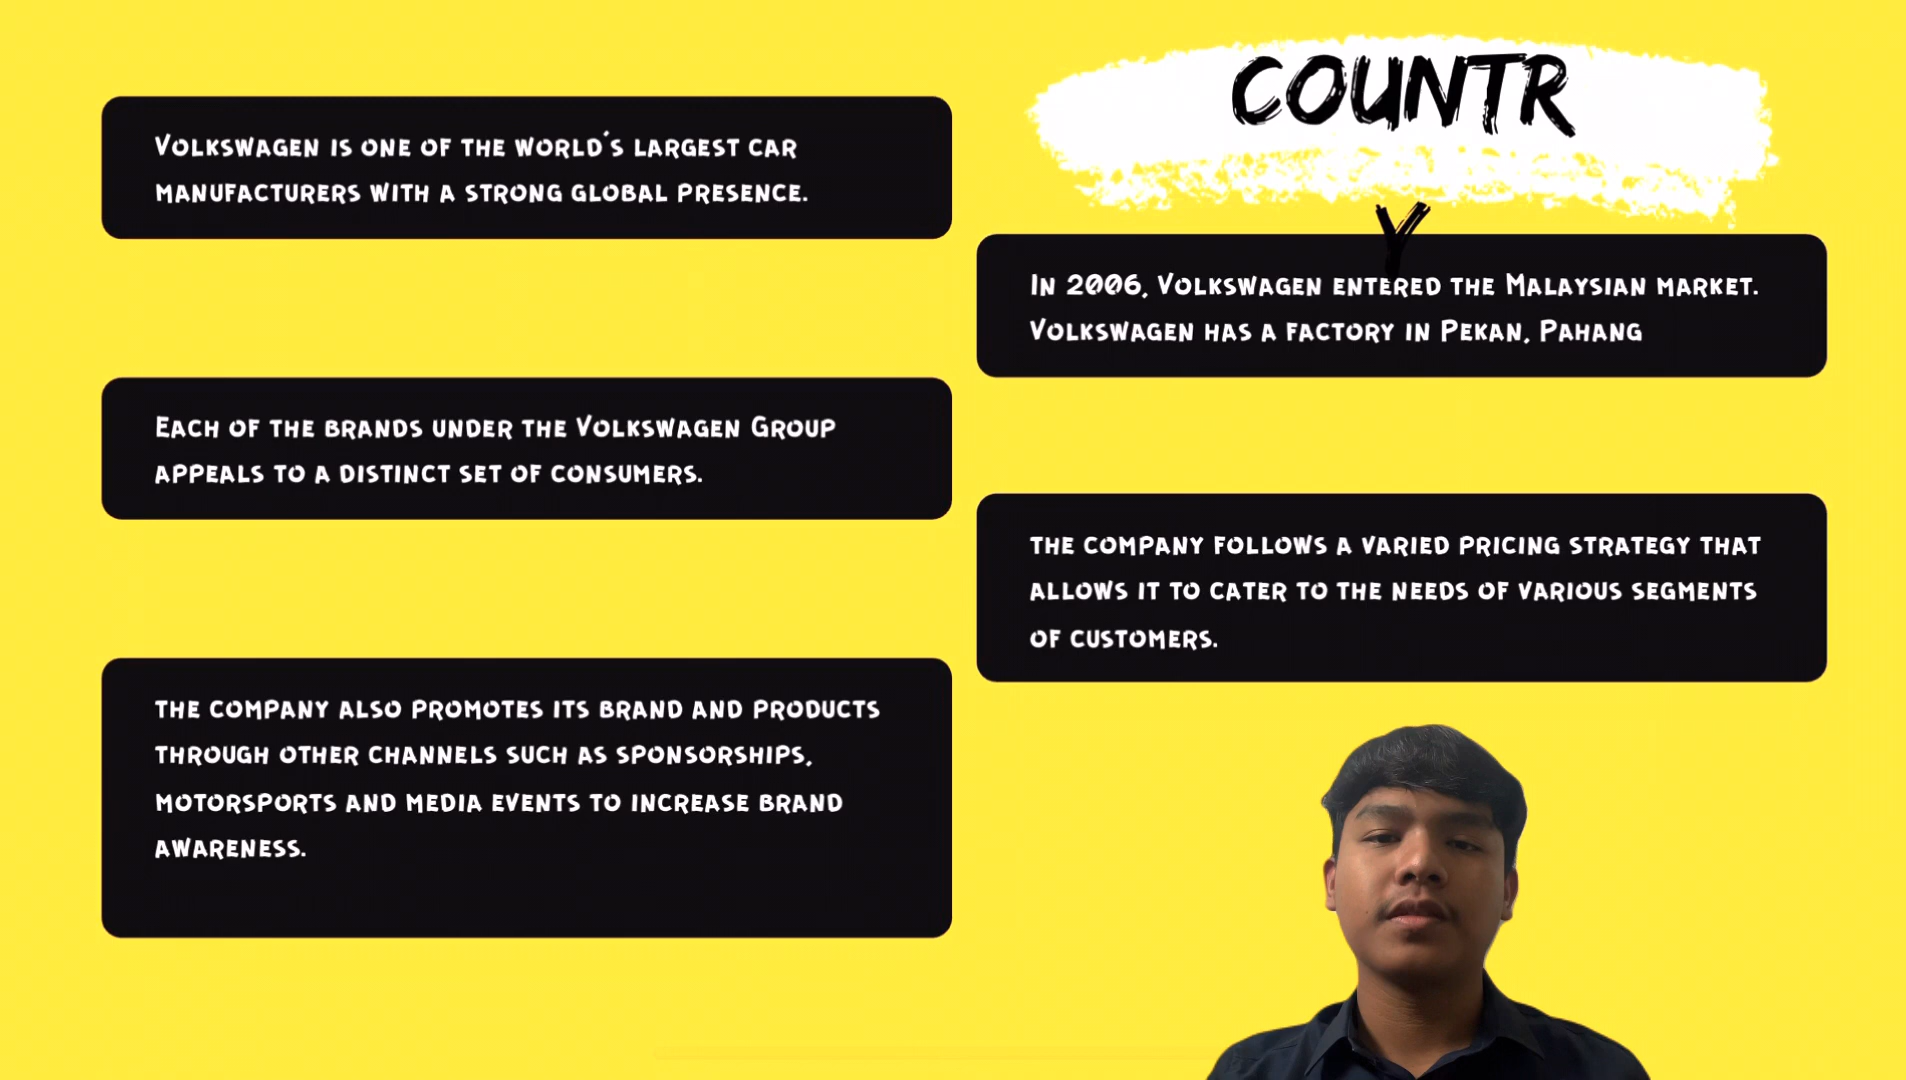 COUNTR
Y
Volkswagen is one of the world's largest car
manufacturers with a strong global presence.
In 2006, Volkswagen entered the Malaysian market.
Volkswagen has a factory in Pekan, Pahang
Each of the brands under the Volkswagen Group
appeals to a distinct set of consumers.
the company follows a varied pricing strategy that
allows it to cater to the needs of various segments
of customers.
the company also promotes its brand and products
through other channels such as sponsorships,
motorsports and media events to increase brand
awareness.